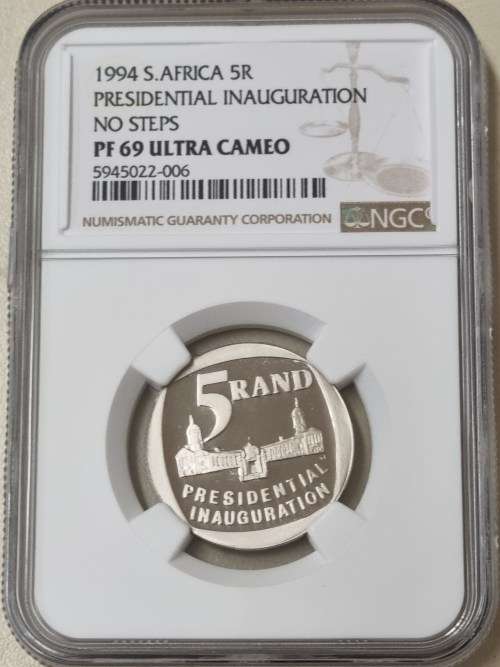 1994 S.AFRICA 5R
PRESIDENTIAL INAUGURATION
NO STEPS
PF 69 ULTRA CAMEO
5945022-006
NUMISMATIC GUARANTY CORPORATION
NGC
5 RAND
PRESIDENTIAL
INAUGURATION